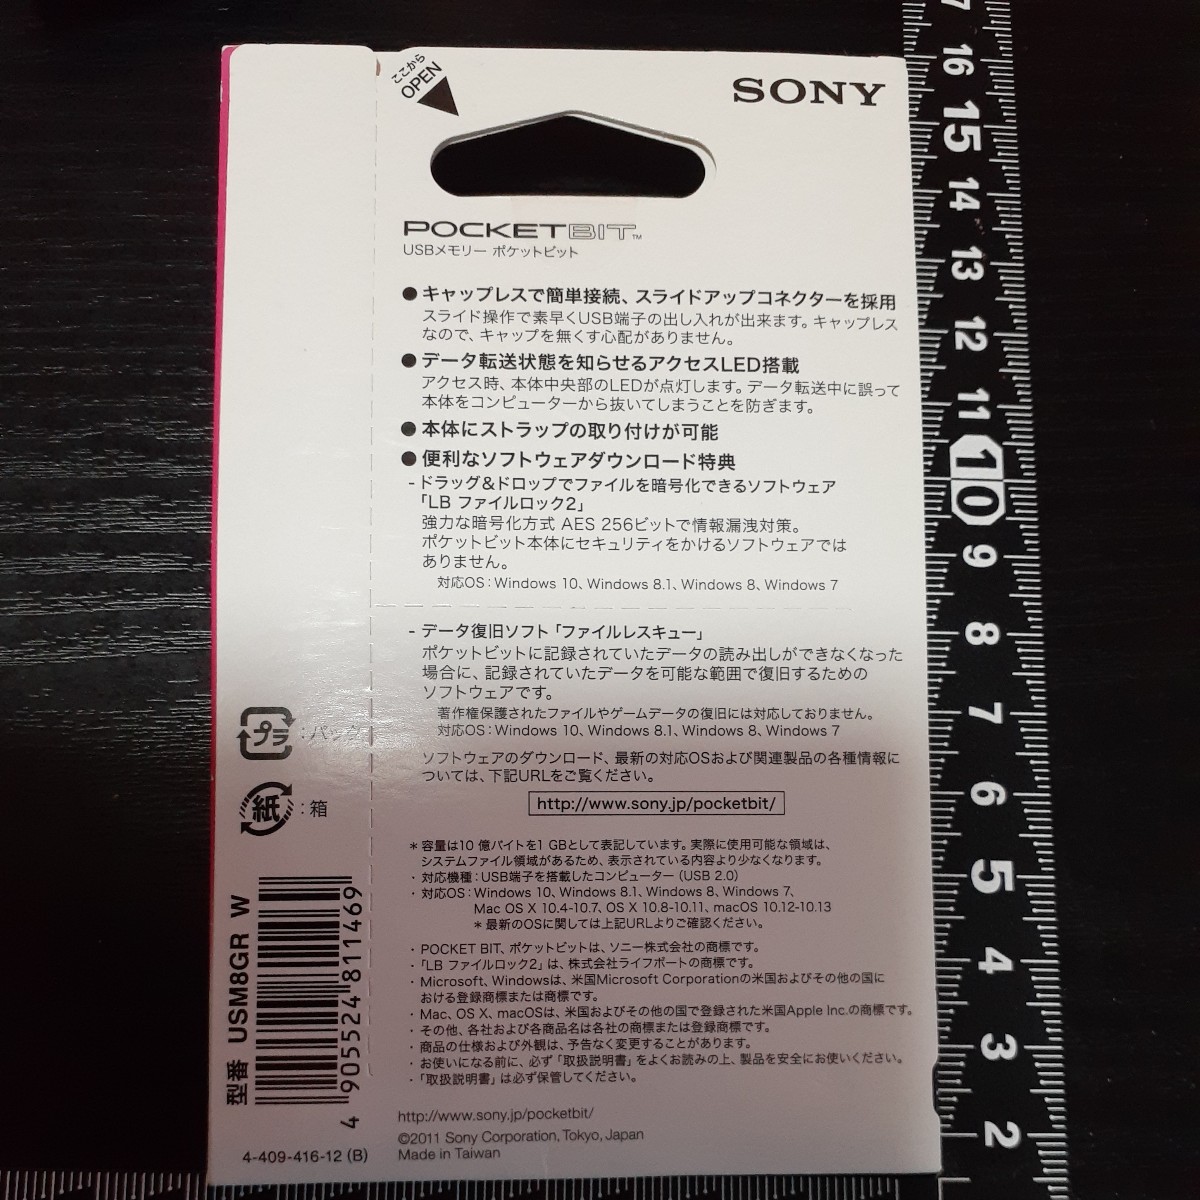 ここから
OPEN
SONY
POCKETBIT™
USBメモリー ポケットビット
● キャップレスで簡単接続、スライドアップコネクターを採用
スライド操作で素早くUSB端子の出し入れが出来ます。キャップレス
なので、キャップを無くす心配がありません。
● データ転送状態を知らせるアクセスLED搭載
アクセス時、本体中央部のLEDが点灯します。データ転送中に誤って
本体をコンピューターから抜いてしまうことを防ぎます。
● 本体にストラップの取り付けが可能
● 便利なソフトウェアダウンロード特典
- ドラッグ&ドロップでファイルを暗号化できるソフトウェア
「LB ファイルロック2」
強力な暗号化方式 AES 256ビットで情報漏洩対策。
ポケットビット本体にセキュリティをかけるソフトウェアでは
ありません。
対応OS：Windows 10、Windows 8.1、Windows 8、Windows 7
- データ復旧ソフト「ファイルレスキュー」
ポケットビットに記録されていたデータの読み出しができなくなった
場合に、記録されていたデータを可能な範囲で復旧するための
ソフトウェアです。
著作権保護されたファイルやゲームデータの復旧には対応しておりません。
対応OS：Windows 10、Windows 8.1、Windows 8、Windows 7
ソフトウェアのダウンロード、最新の対応OSおよび関連製品の各種情報に
ついては、下記URLをご覧ください。
http://www.sony.jp/pocketbit/
＊容量は10 億バイトを1 GBとして表記しています。実際に使用可能な領域は、
システムファイル領域があるため、表示されている内容より少なくなります。
・対応機種：USB端子を搭載したコンピューター（USB 2.0）
・対応OS：Windows 10、Windows 8.1、Windows 8、Windows 7、
Mac OS X 10.4-10.7、OS X 10.8-10.11、macOS 10.12-10.13
＊最新のOSに関しては上記URLよりご確認ください。
・POCKET BIT、ポケットビットは、ソニー株式会社の商標です。
・「LB ファイルロック2」は、株式会社ライフボートの商標です。
・Microsoft、Windowsは、米国Microsoft Corporationの米国およびその他の国に
おける登録商標または商標です。
・Mac、OS X、macOSは、米国およびその他の国で登録された米国Apple Inc.の商標です。
・その他、各社および各商品名は各社の商標または登録商標です。
・商品の仕様および外観は、予告なく変更することがあります。
・お使いになる前に、必ず「取扱説明書」をよくお読みの上、製品を安全にお使いください。
・「取扱説明書」は必ず保管してください。
http://www.sony.jp/pocketbit/
©2011 Sony Corporation, Tokyo, Japan
Made in Taiwan
プラ：パック
紙：箱
型番 USM8GR W
4 905524 811469
4-409-416-12 (B)
17
16
15
14
13
12
11
10
9
8
7
6
5
4
3
2